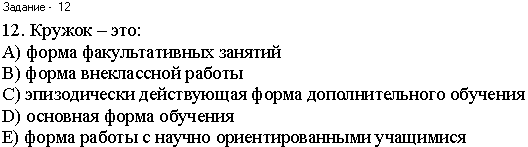 Задание - 12
12. Кружок – это:
A) форма факультативных занятий
B) форма внеклассной работы
C) эпизодически действующая форма дополнительного обучения
D) основная форма обучения
E) форма работы с научно ориентированными учащимися